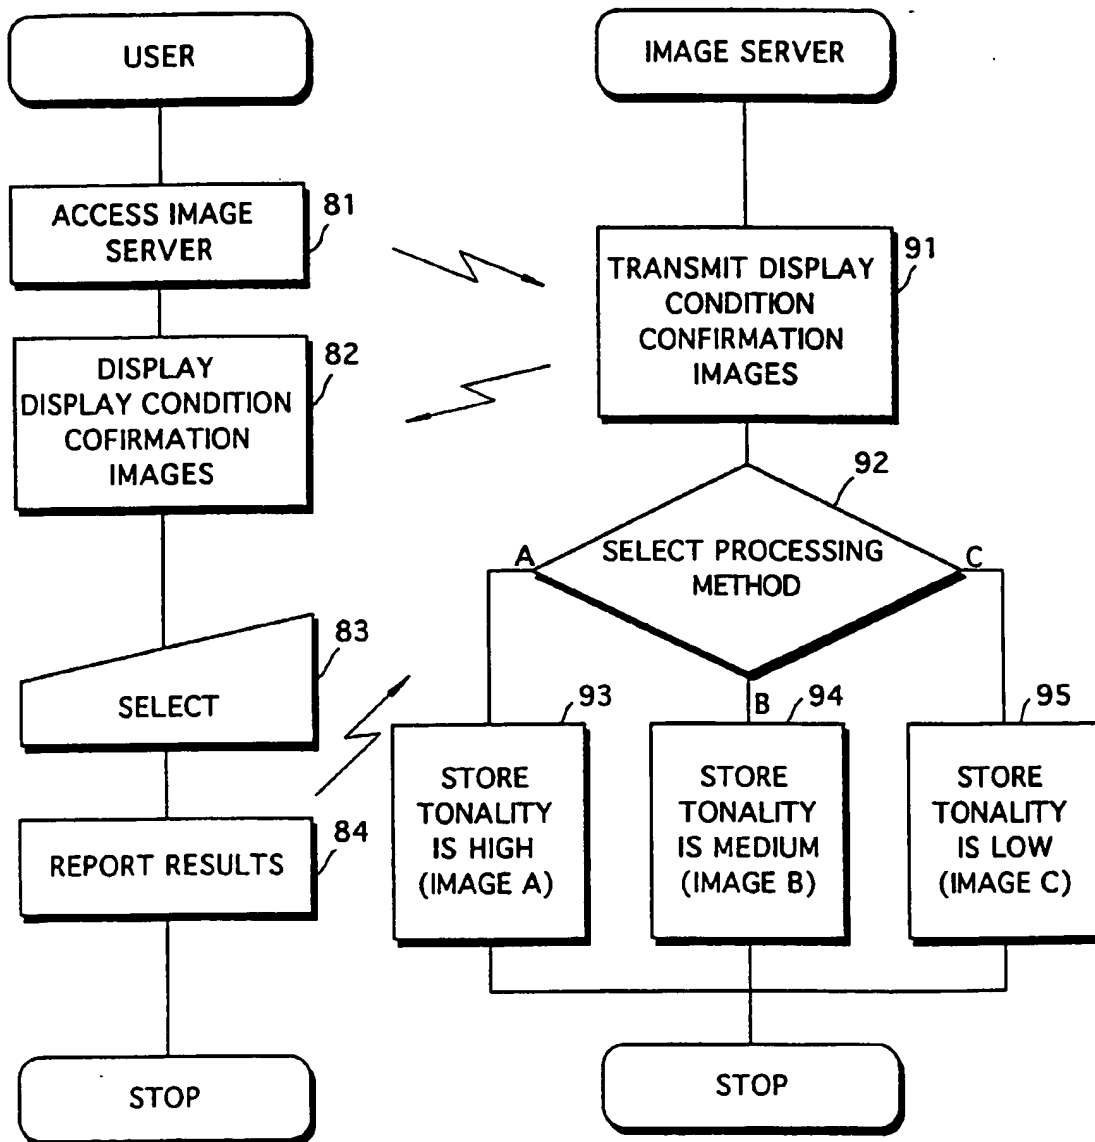 USER
ACCESS IMAGE
SERVER
81
DISPLAY
DISPLAY CONDITION
COFIRMATION
IMAGES
82
SELECT
83
REPORT RESULTS
84
STOP
IMAGE SERVER
TRANSMIT DISPLAY
CONDITION
CONFIRMATION
IMAGES
91
SELECT PROCESSING
METHOD
92
A
B
C
STORE
TONALITY
IS HIGH
(IMAGE A)
93
STORE
TONALITY
IS MEDIUM
(IMAGE B)
94
STORE
TONALITY
IS LOW
(IMAGE C)
95
STOP